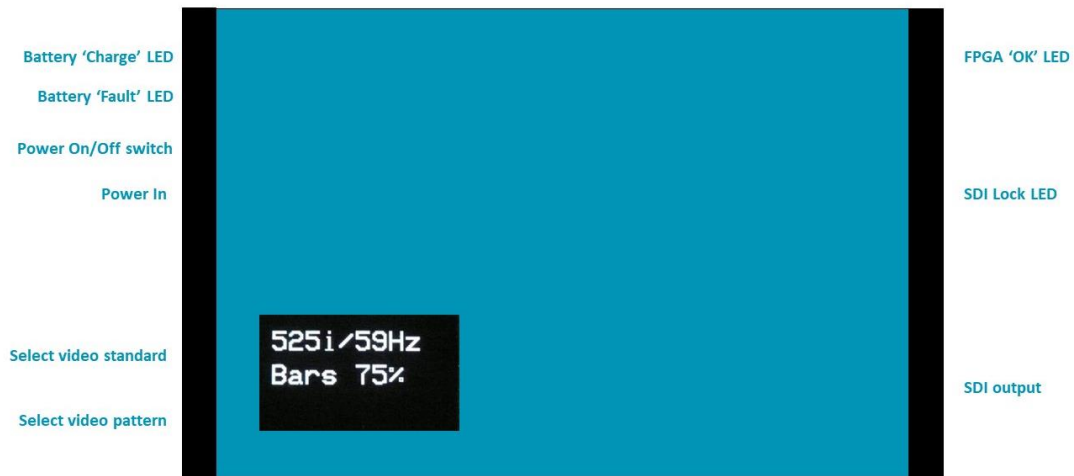 Battery ‘Charge’ LED
Battery ‘Fault’ LED
Power On/Off switch
Power In
Select video standard
Select video pattern
525i/59Hz
Bars 75%
FPGA ‘OK’ LED
SDI Lock LED
SDI output